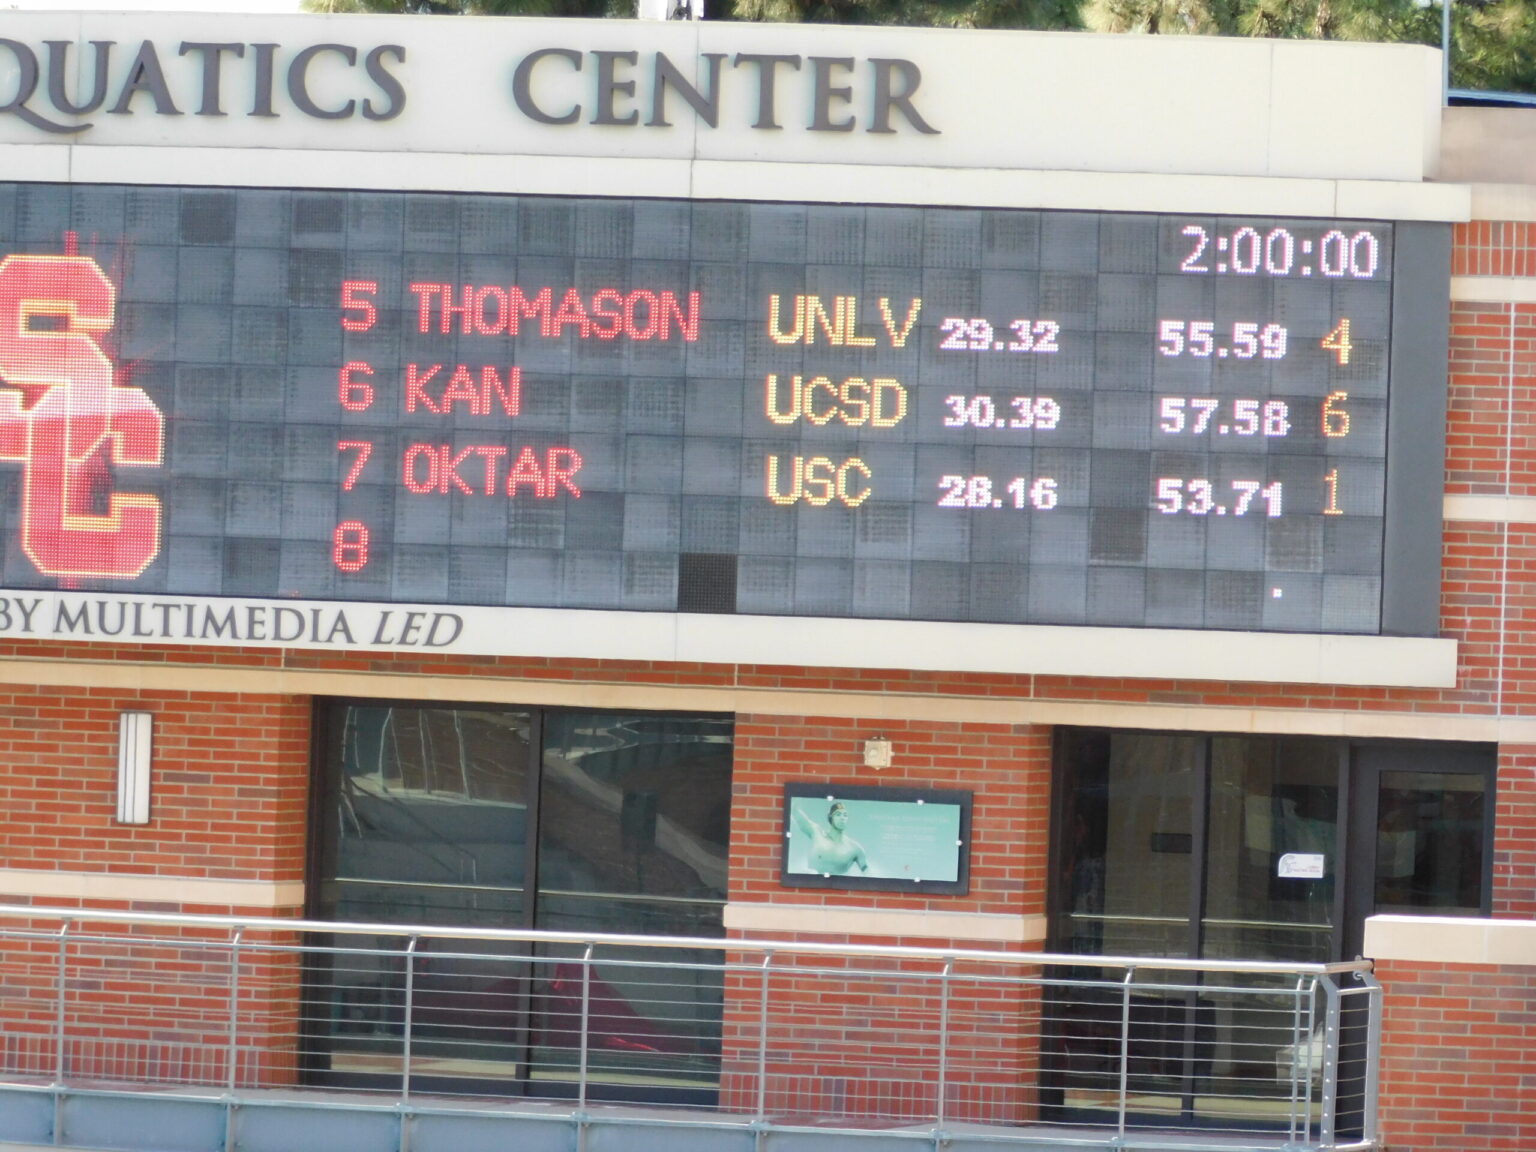 QUATICS CENTER
2:00:00
5 THOMASON UNLV 29.32 55.59 4
6 KAN UCSD 30.39 57.58 6
7 OKTAR USC 28.16 53.71 1
8
SC
BY MULTIMEDIA LED